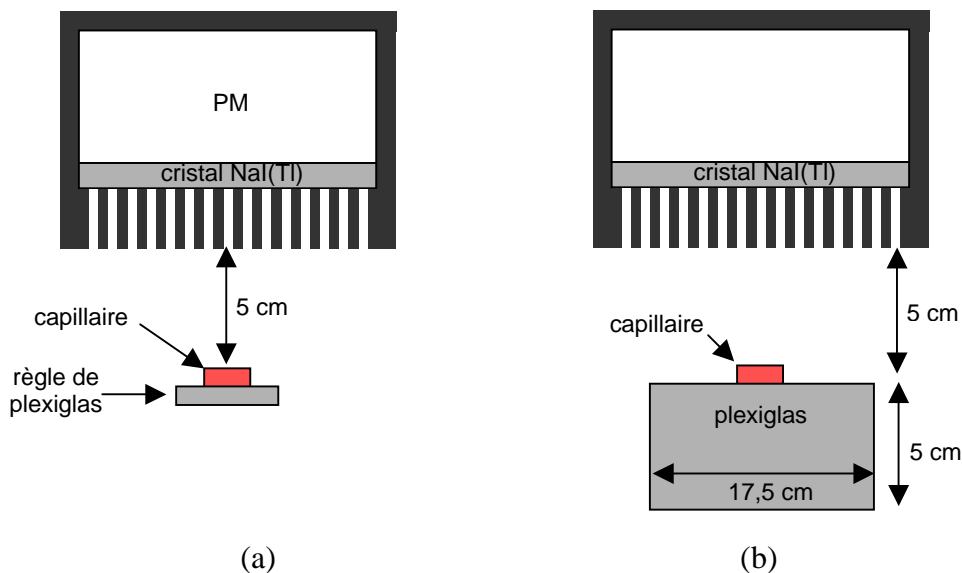 PM
cristal NaI(Tl)
5 cm
capillaire
règle de
plexiglas
(a)
cristal NaI(Tl)
5 cm
capillaire
plexiglas
5 cm
17,5 cm
(b)